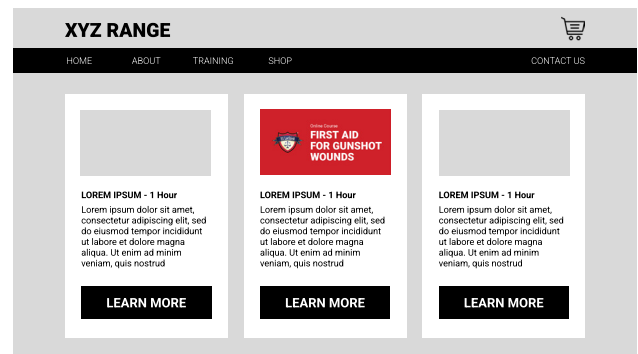 XYZ RANGE
HOME ABOUT TRAINING SHOP CONTACT US
Online Course
FIRST AID
FOR GUNSHOT
WOUNDS
LOREM IPSUM - 1 Hour
Lorem ipsum dolor sit amet,
consectetur adipiscing elit, sed
do eiusmod tempor incididunt
ut labore et dolore magna
aliqua. Ut enim ad minim
veniam, quis nostrud
LEARN MORE
LOREM IPSUM - 1 Hour
Lorem ipsum dolor sit amet,
consectetur adipiscing elit, sed
do eiusmod tempor incididunt
ut labore et dolore magna
aliqua. Ut enim ad minim
veniam, quis nostrud
LEARN MORE
LOREM IPSUM - 1 Hour
Lorem ipsum dolor sit amet,
consectetur adipiscing elit, sed
do eiusmod tempor incididunt
ut labore et dolore magna
aliqua. Ut enim ad minim
veniam, quis nostrud
LEARN MORE